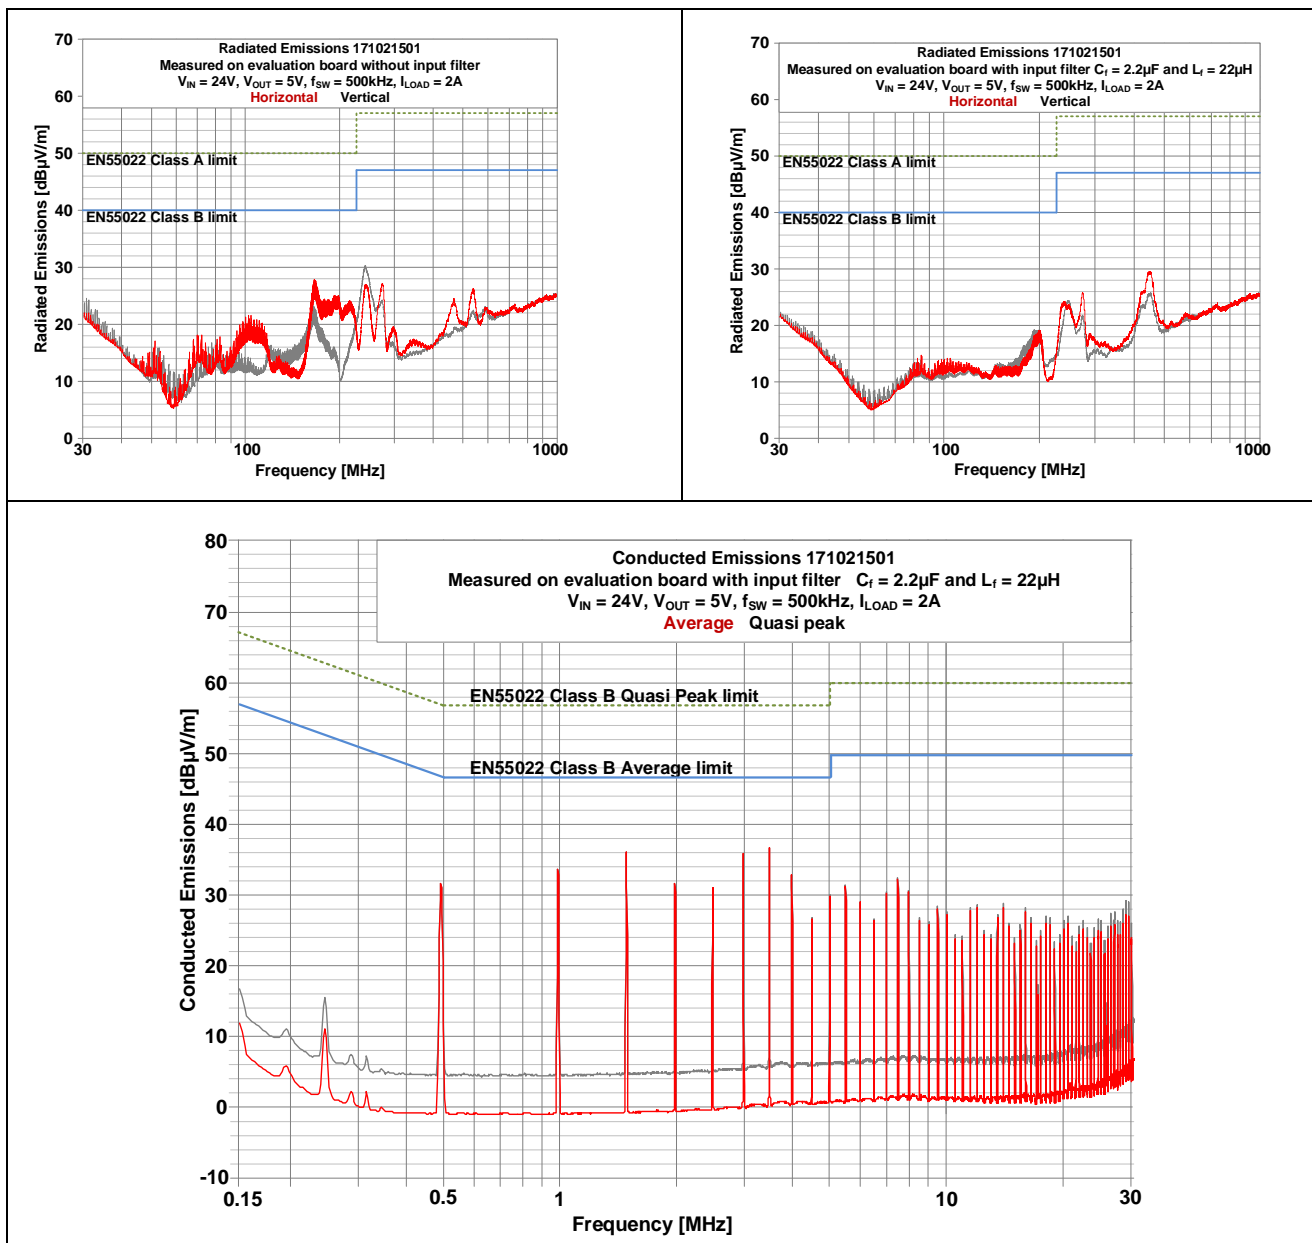 Radiated Emissions 171021501
Measured on evaluation board without input filter
VIN = 24V, VOUT = 5V, fSW = 500kHz, ILOAD = 2A
Horizontal Vertical
70
60
50
40
30
20
10
0
Radiated Emissions [dBµV/m]
EN55022 Class A limit
EN55022 Class B limit
30
100
1000
Frequency [MHz]
Radiated Emissions 171021501
Measured on evaluation board with input filter Cf = 2.2µF and Lf = 22µH
VIN = 24V, VOUT = 5V, fSW = 500kHz, ILOAD = 2A
Horizontal Vertical
70
60
50
40
30
20
10
0
Radiated Emissions [dBµV/m]
EN55022 Class A limit
EN55022 Class B limit
30
100
1000
Frequency [MHz]
Conducted Emissions 171021501
Measured on evaluation board with input filter Cf = 2.2µF and Lf = 22µH
VIN = 24V, VOUT = 5V, fSW = 500kHz, ILOAD = 2A
Average Quasi peak
80
70
60
50
40
30
20
10
0
-10
Conducted Emissions [dBµV/m]
EN55022 Class B Quasi Peak limit
EN55022 Class B Average limit
0.15
0.5
1
10
30
Frequency [MHz]